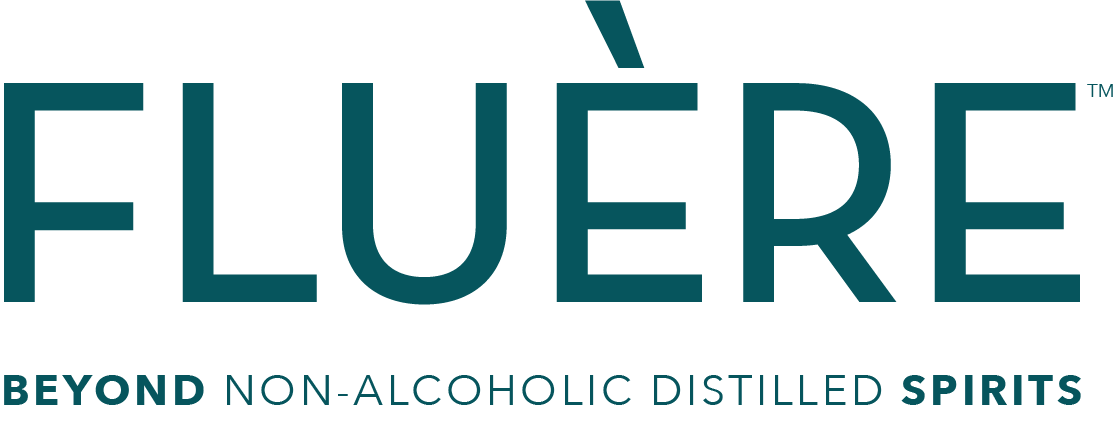 FLUÈRE™
BEYOND NON-ALCOHOLIC DISTILLED SPIRITS